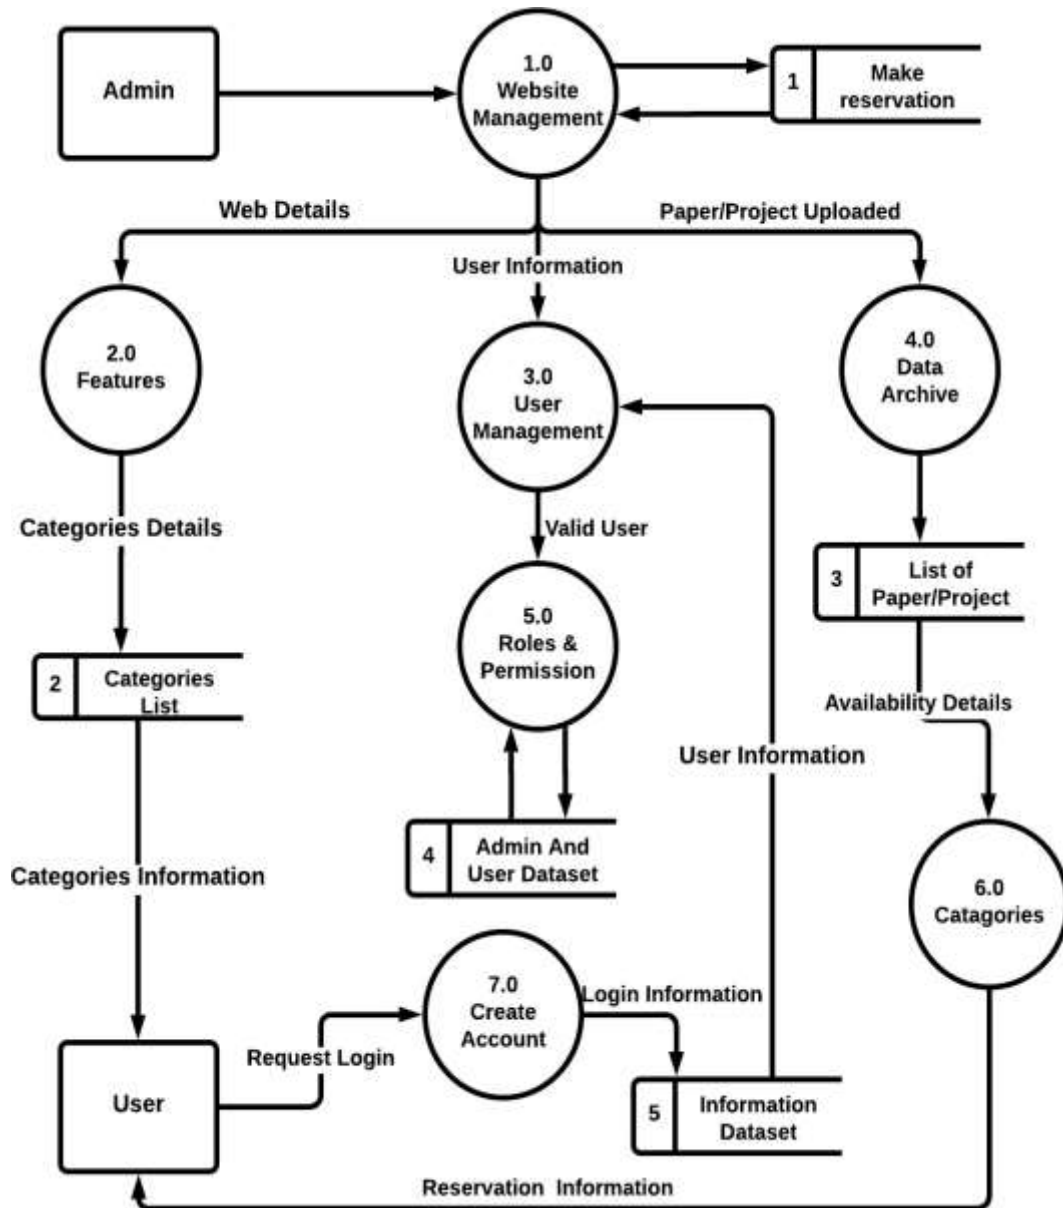 Admin
1.0
Website
Management
1
Make
reservation
Web Details
Paper/Project Uploaded
User Information
2.0
Features
3.0
User
Management
4.0
Data
Archive
Categories Details
Valid User
3
List of
Paper/Project
5.0
Roles &
Permission
2
Categories
List
Availability Details
User Information
4
Admin And
User Dataset
Categories Information
6.0
Catagories
7.0
Create
Account
Login Information
Request Login
User
5
Information
Dataset
Reservation Information